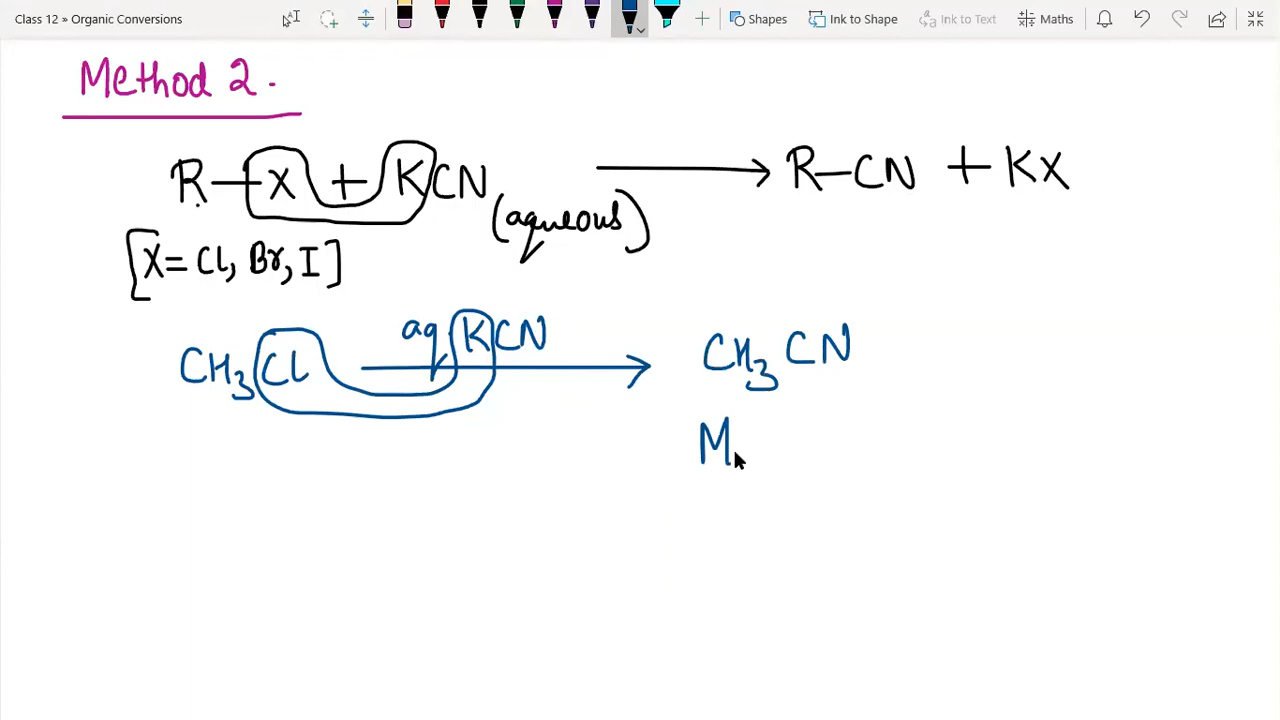 Class 12 » Organic Conversions Shapes Ink to Shape Ink to Text Maths
Method 2.
R—X + KCN (aqueous) ⟶ R—CN + KX
[X= Cl, Br, I]
CH₃Cl aq KCN ⟶ CH₃CN
M